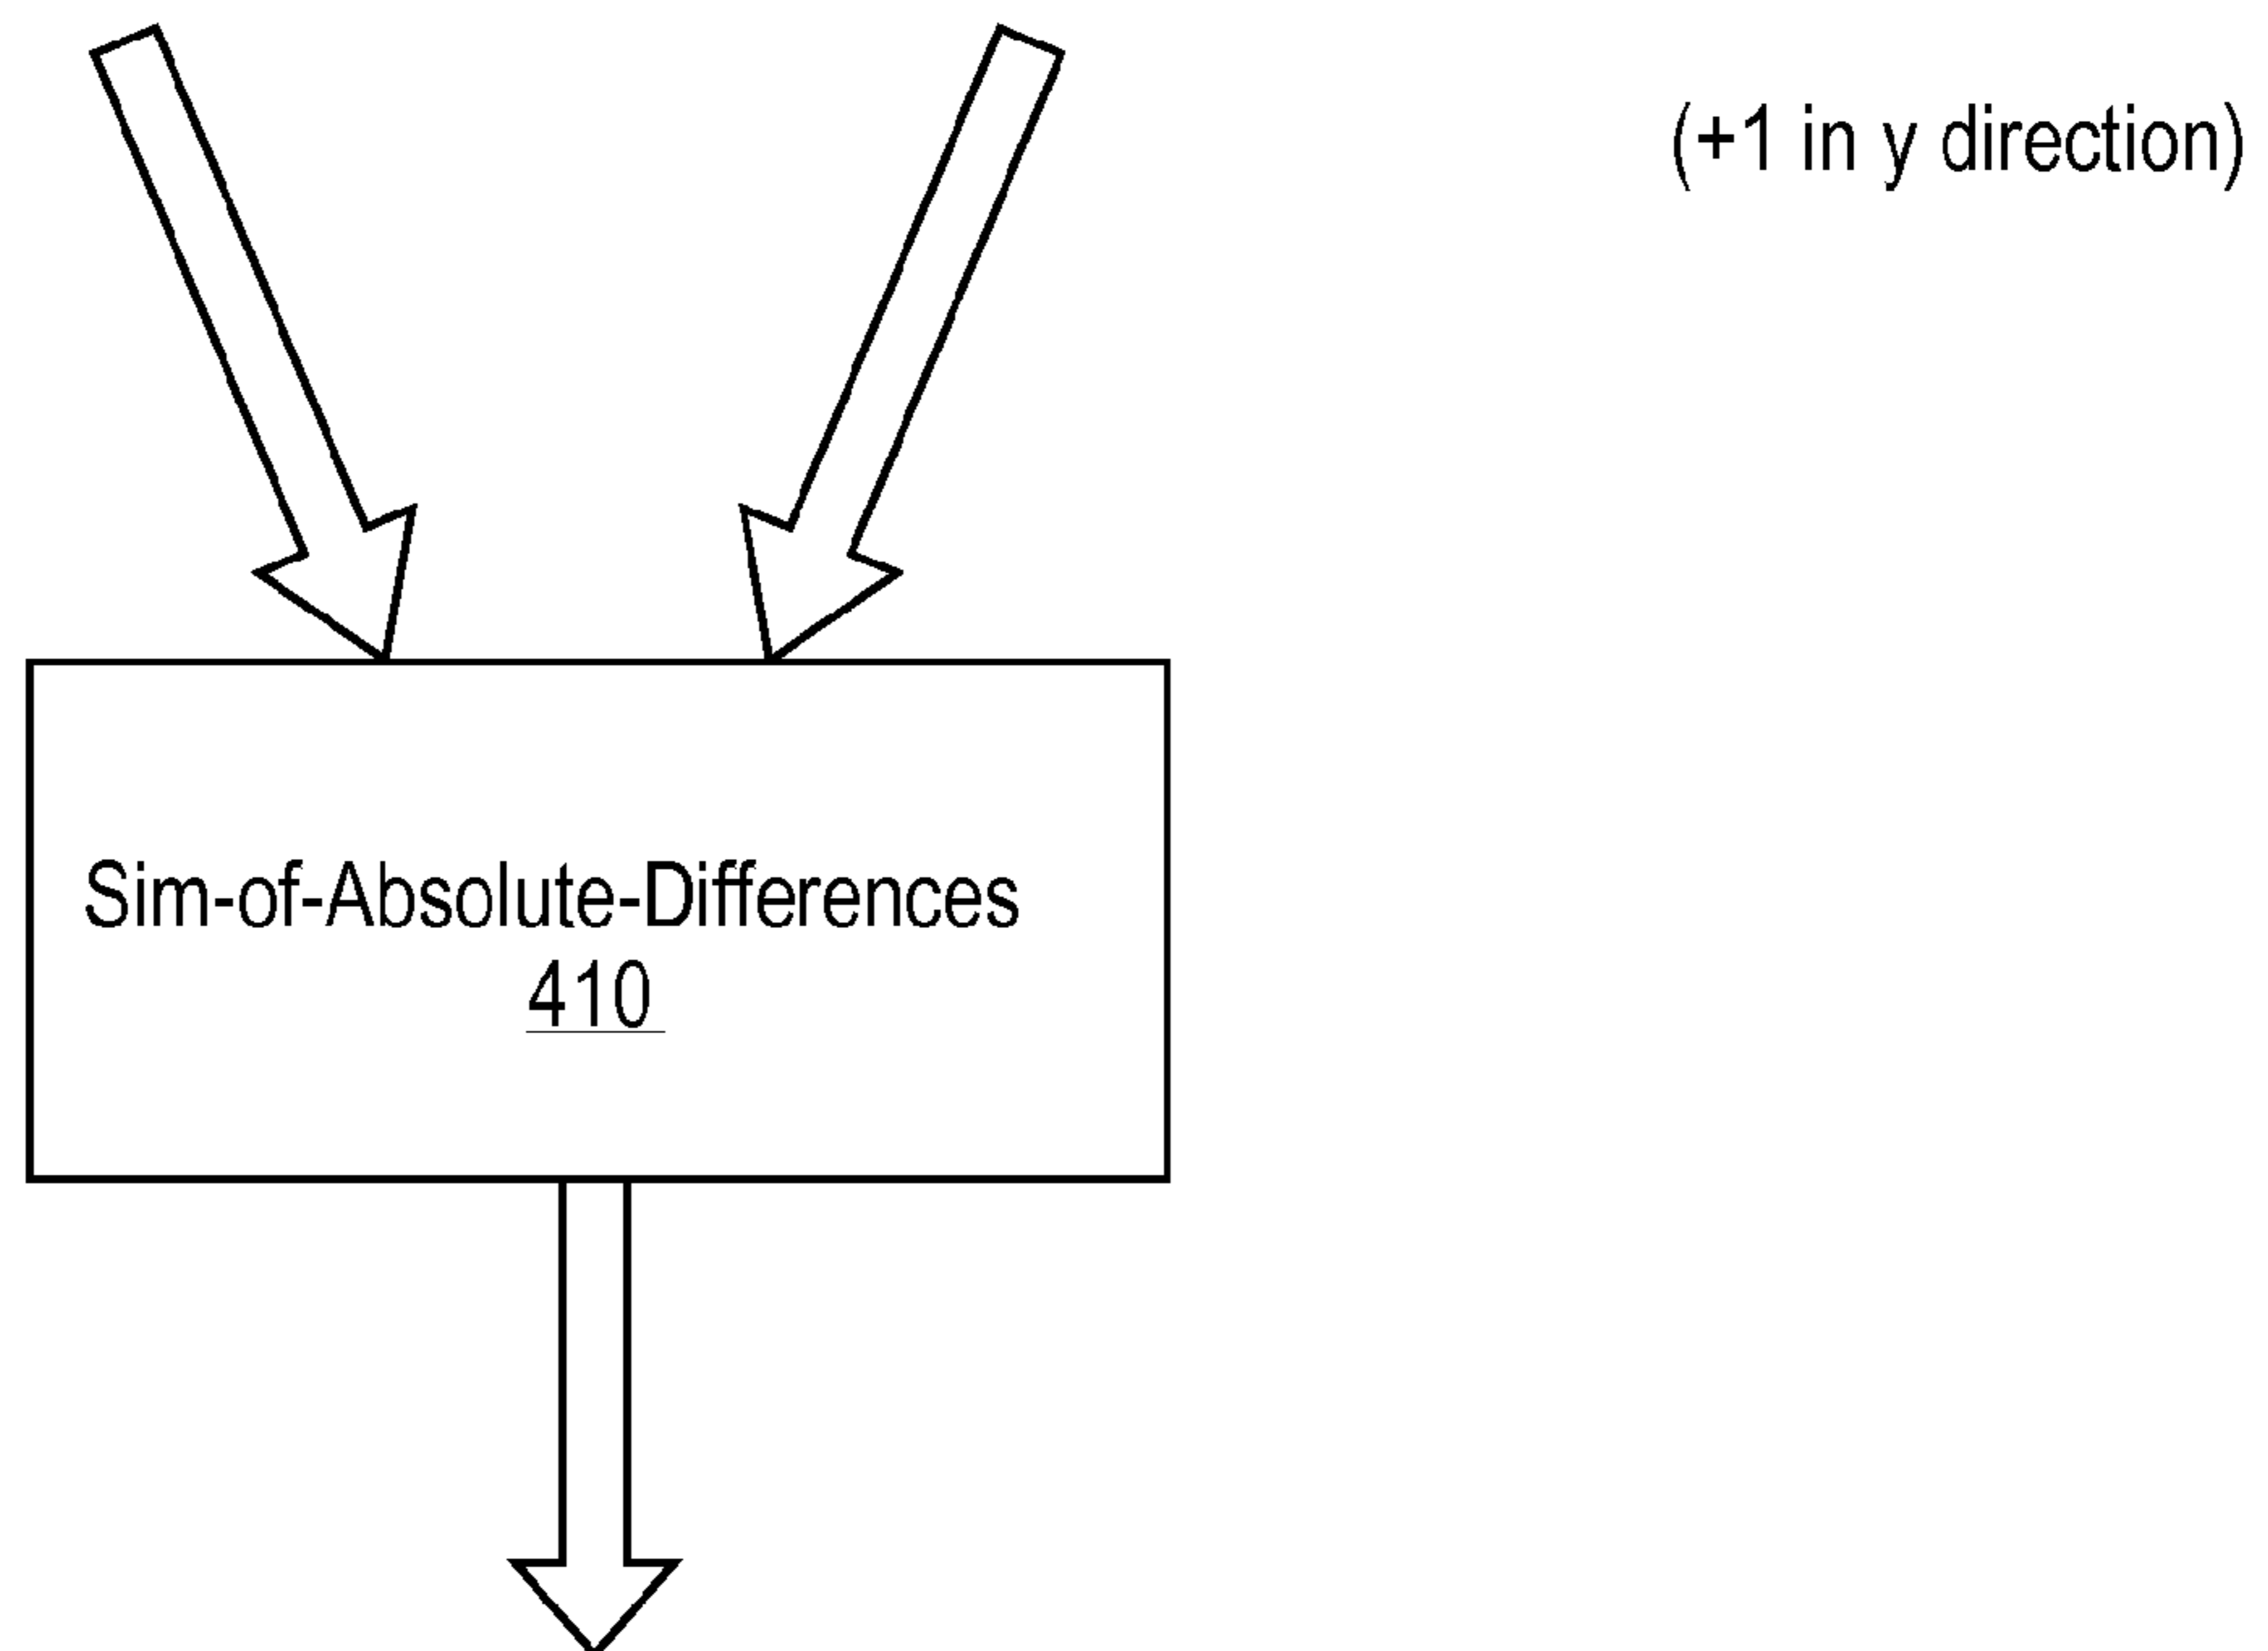 (+1 in y direction)
Sim-of-Absolute-Differences
410